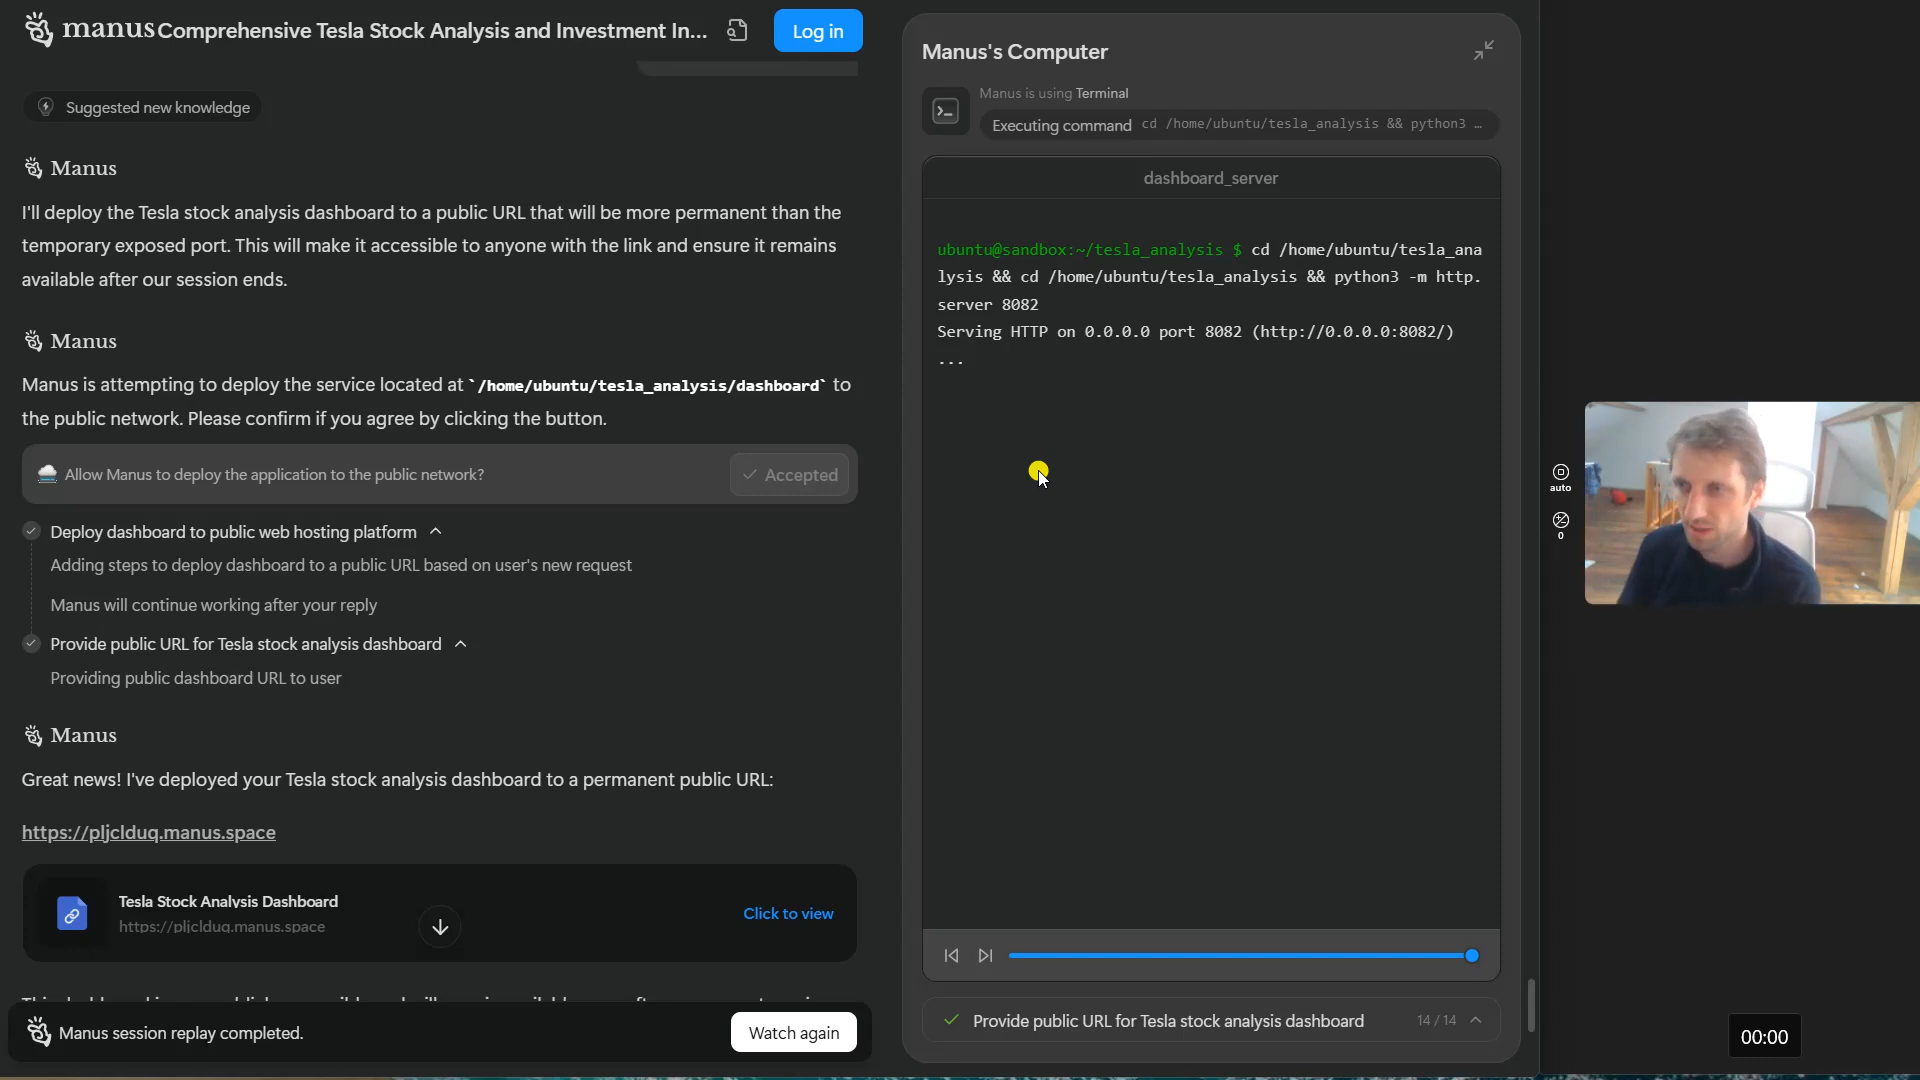 manus Comprehensive Tesla Stock Analysis and Investment In...
Log in
Suggested new knowledge
Manus
I'll deploy the Tesla stock analysis dashboard to a public URL that will be more permanent than the
temporary exposed port. This will make it accessible to anyone with the link and ensure it remains
available after our session ends.
Manus
Manus is attempting to deploy the service located at `/home/ubuntu/tesla_analysis/dashboard` to
the public network. Please confirm if you agree by clicking the button.
Allow Manus to deploy the application to the public network?
Accepted
Deploy dashboard to public web hosting platform
Adding steps to deploy dashboard to a public URL based on user's new request
Manus will continue working after your reply
Provide public URL for Tesla stock analysis dashboard
Providing public dashboard URL to user
Manus
Great news! I've deployed your Tesla stock analysis dashboard to a permanent public URL:
https://pljclduq.manus.space
Tesla Stock Analysis Dashboard
https://pljclduq.manus.space
Click to view
Manus session replay completed.
Watch again
Manus's Computer
Manus is using Terminal
Executing command cd /home/ubuntu/tesla_analysis && python3 …
dashboard_server
ubuntu@sandbox:~/tesla_analysis $ cd /home/ubuntu/tesla_ana
lysis && cd /home/ubuntu/tesla_analysis && python3 -m http.
server 8082
Serving HTTP on 0.0.0.0 port 8082 (http://0.0.0.0:8082/)
...
Provide public URL for Tesla stock analysis dashboard
14 / 14
auto
0
00:00